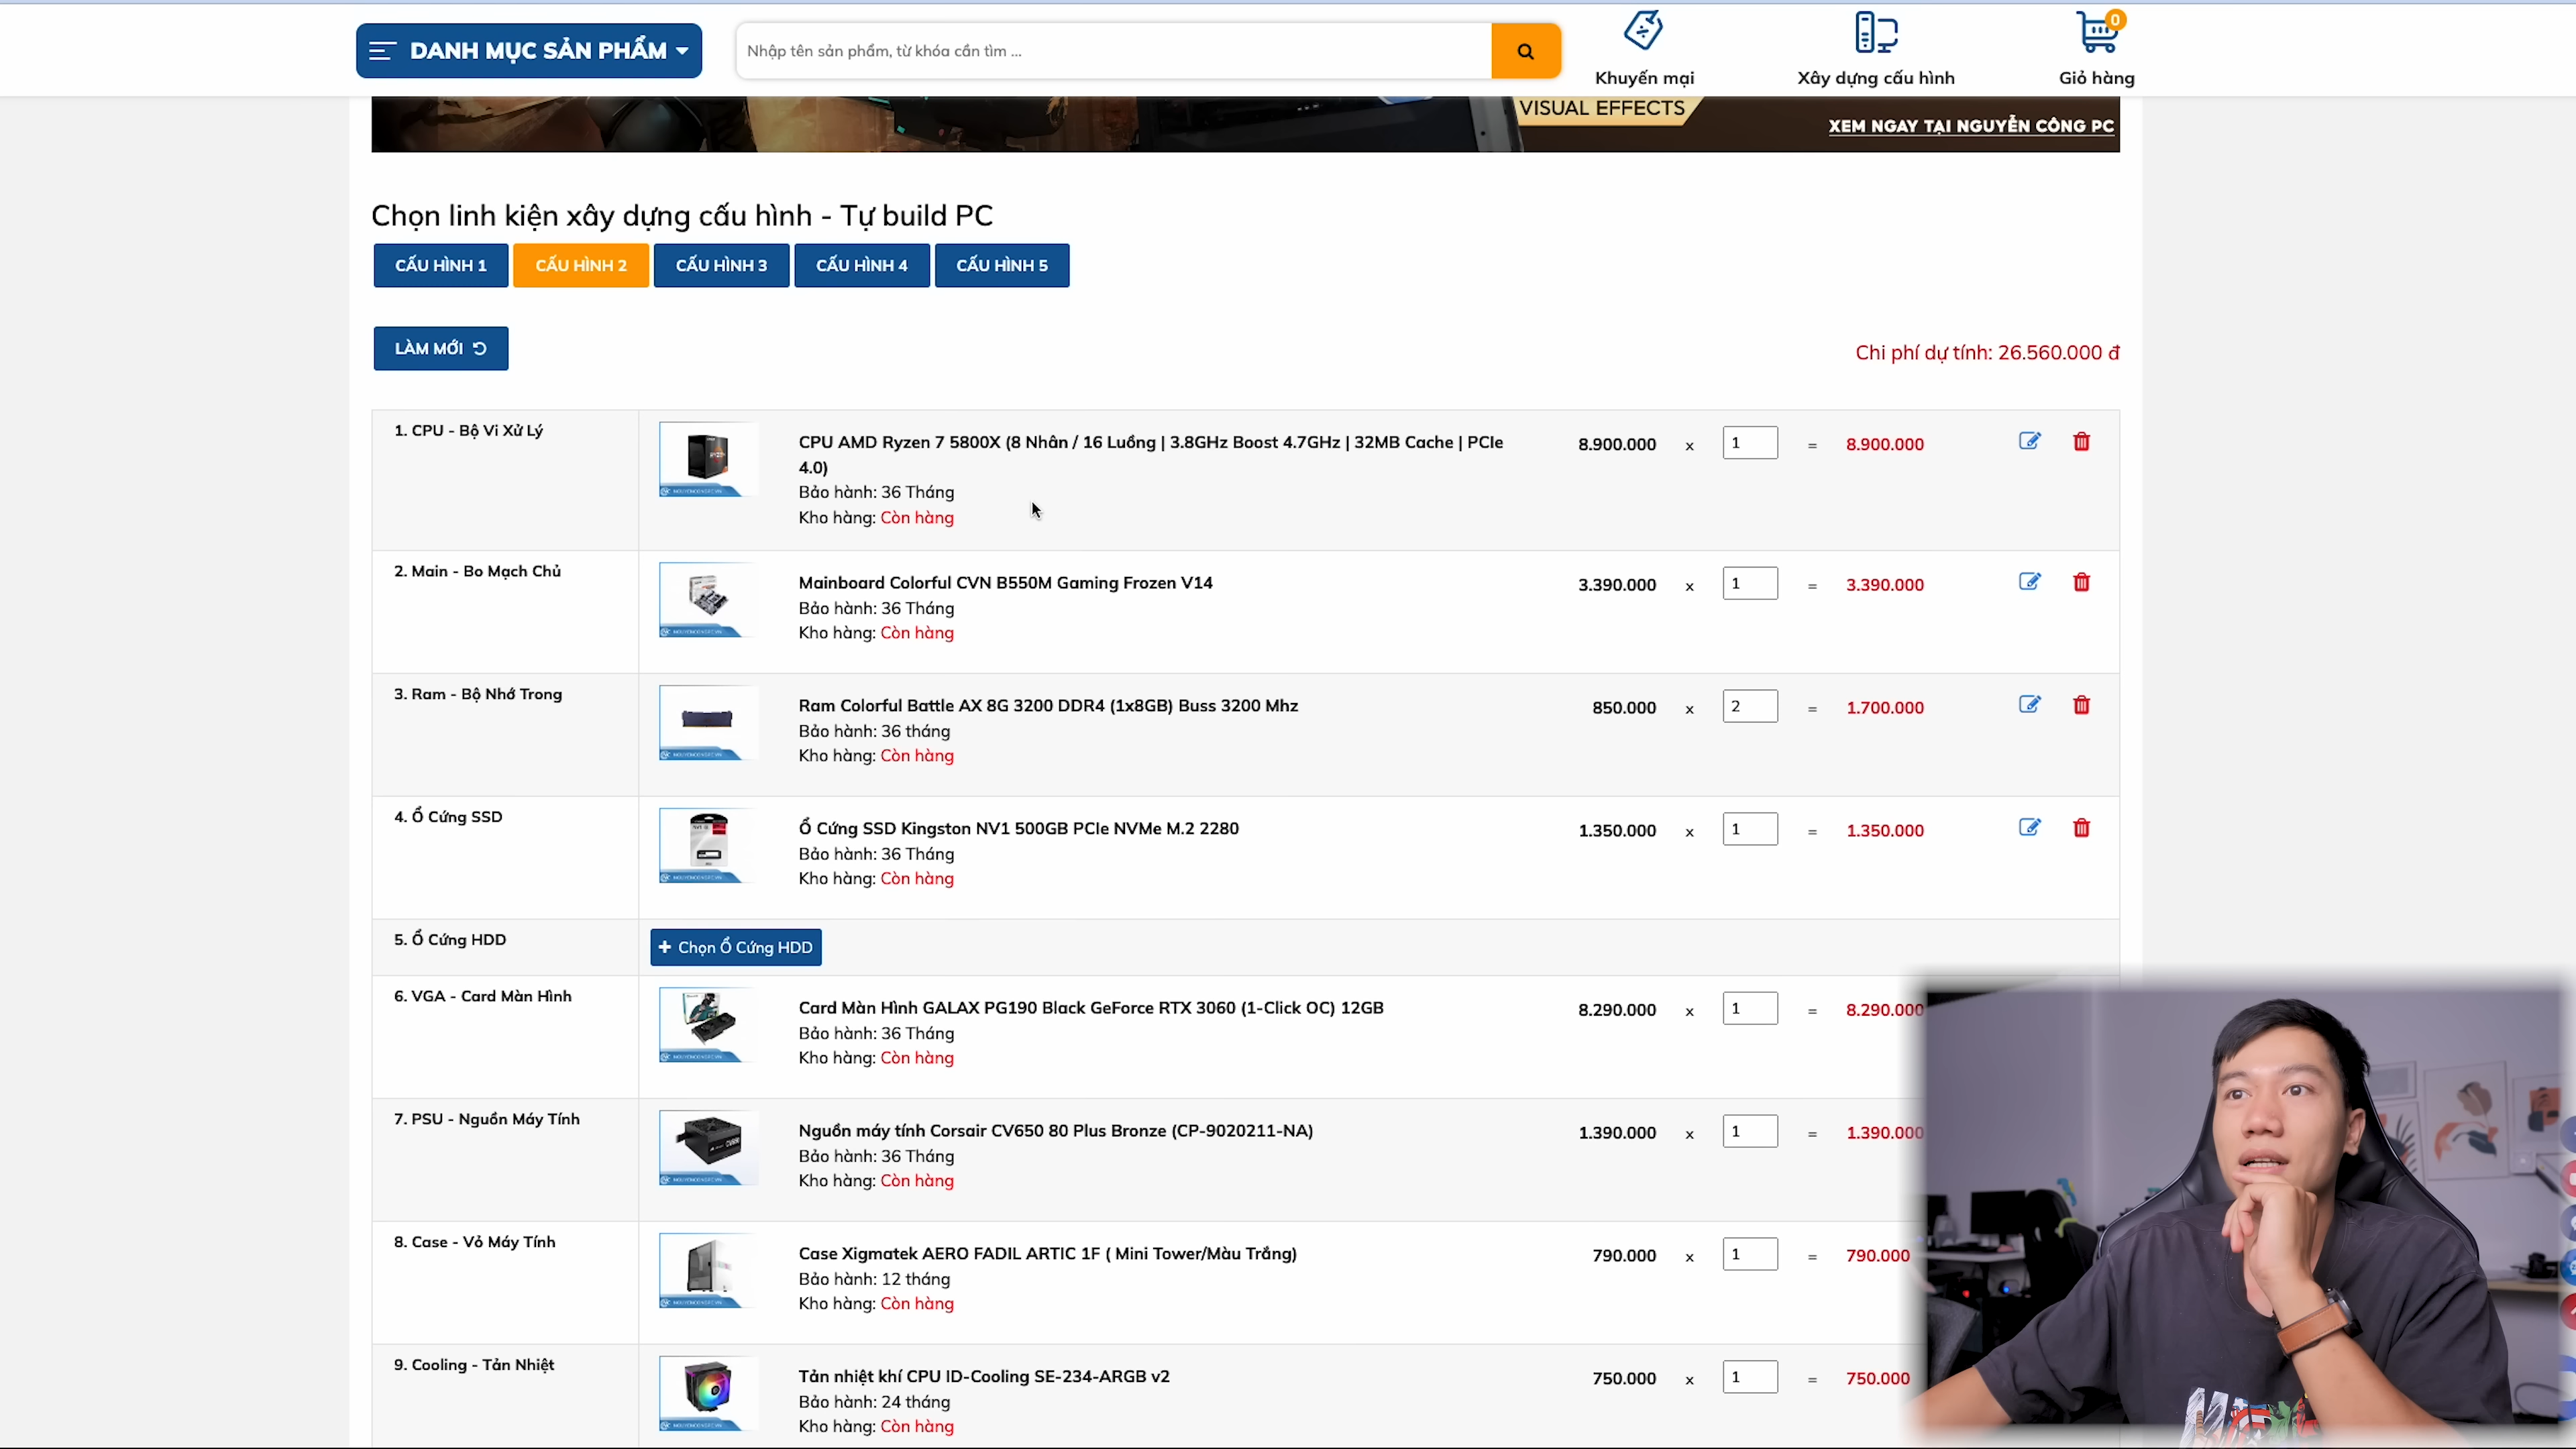 DANH MỤC SẢN PHẨM
Nhập tên sản phẩm, từ khóa cần tìm ...
Khuyến mại
Xây dựng cấu hình
0
Giỏ hàng
VISUAL EFFECTS
XEM NGAY TẠI NGUYỄN CÔNG PC
Chọn linh kiện xây dựng cấu hình - Tự build PC
CẤU HÌNH 1
CẤU HÌNH 2
CẤU HÌNH 3
CẤU HÌNH 4
CẤU HÌNH 5
LÀM MỚI
Chi phí dự tính: 26.560.000 đ
1. CPU - Bộ Vi Xử Lý
CPU AMD Ryzen 7 5800X (8 Nhân / 16 Luồng | 3.8GHz Boost 4.7GHz | 32MB Cache | PCIe
4.0)
Bảo hành: 36 Tháng
Kho hàng: Còn hàng
8.900.000 x 1 = 8.900.000
2. Main - Bo Mạch Chủ
Mainboard Colorful CVN B550M Gaming Frozen V14
Bảo hành: 36 Tháng
Kho hàng: Còn hàng
3.390.000 x 1 = 3.390.000
3. Ram - Bộ Nhớ Trong
Ram Colorful Battle AX 8G 3200 DDR4 (1x8GB) Buss 3200 Mhz
Bảo hành: 36 tháng
Kho hàng: Còn hàng
850.000 x 2 = 1.700.000
4. Ổ Cứng SSD
Ổ Cứng SSD Kingston NV1 500GB PCIe NVMe M.2 2280
Bảo hành: 36 Tháng
Kho hàng: Còn hàng
1.350.000 x 1 = 1.350.000
5. Ổ Cứng HDD
+ Chọn Ổ Cứng HDD
6. VGA - Card Màn Hình
Card Màn Hình GALAX PG190 Black GeForce RTX 3060 (1-Click OC) 12GB
Bảo hành: 36 Tháng
Kho hàng: Còn hàng
8.290.000 x 1 = 8.290.000
7. PSU - Nguồn Máy Tính
Nguồn máy tính Corsair CV650 80 Plus Bronze (CP-9020211-NA)
Bảo hành: 36 Tháng
Kho hàng: Còn hàng
1.390.000 x 1 = 1.390.000
8. Case - Vỏ Máy Tính
Case Xigmatek AERO FADIL ARTIC 1F ( Mini Tower/Màu Trắng)
Bảo hành: 12 tháng
Kho hàng: Còn hàng
790.000 x 1 = 790.000
9. Cooling - Tản Nhiệt
Tản nhiệt khí CPU ID-Cooling SE-234-ARGB v2
Bảo hành: 24 tháng
Kho hàng: Còn hàng
750.000 x 1 = 750.000